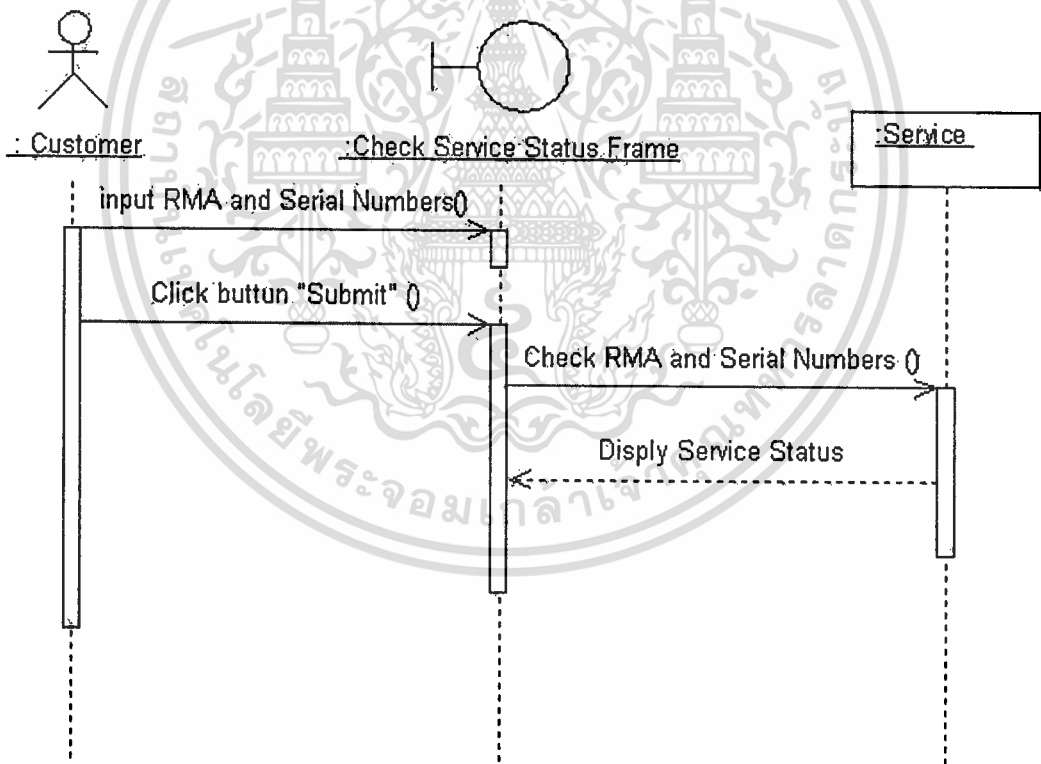 : Customer
:Check Service Status Frame
:Service
input RMA and Serial Numbers()
Click button "Submit" ()
Check RMA and Serial Numbers ()
Disply Service Status